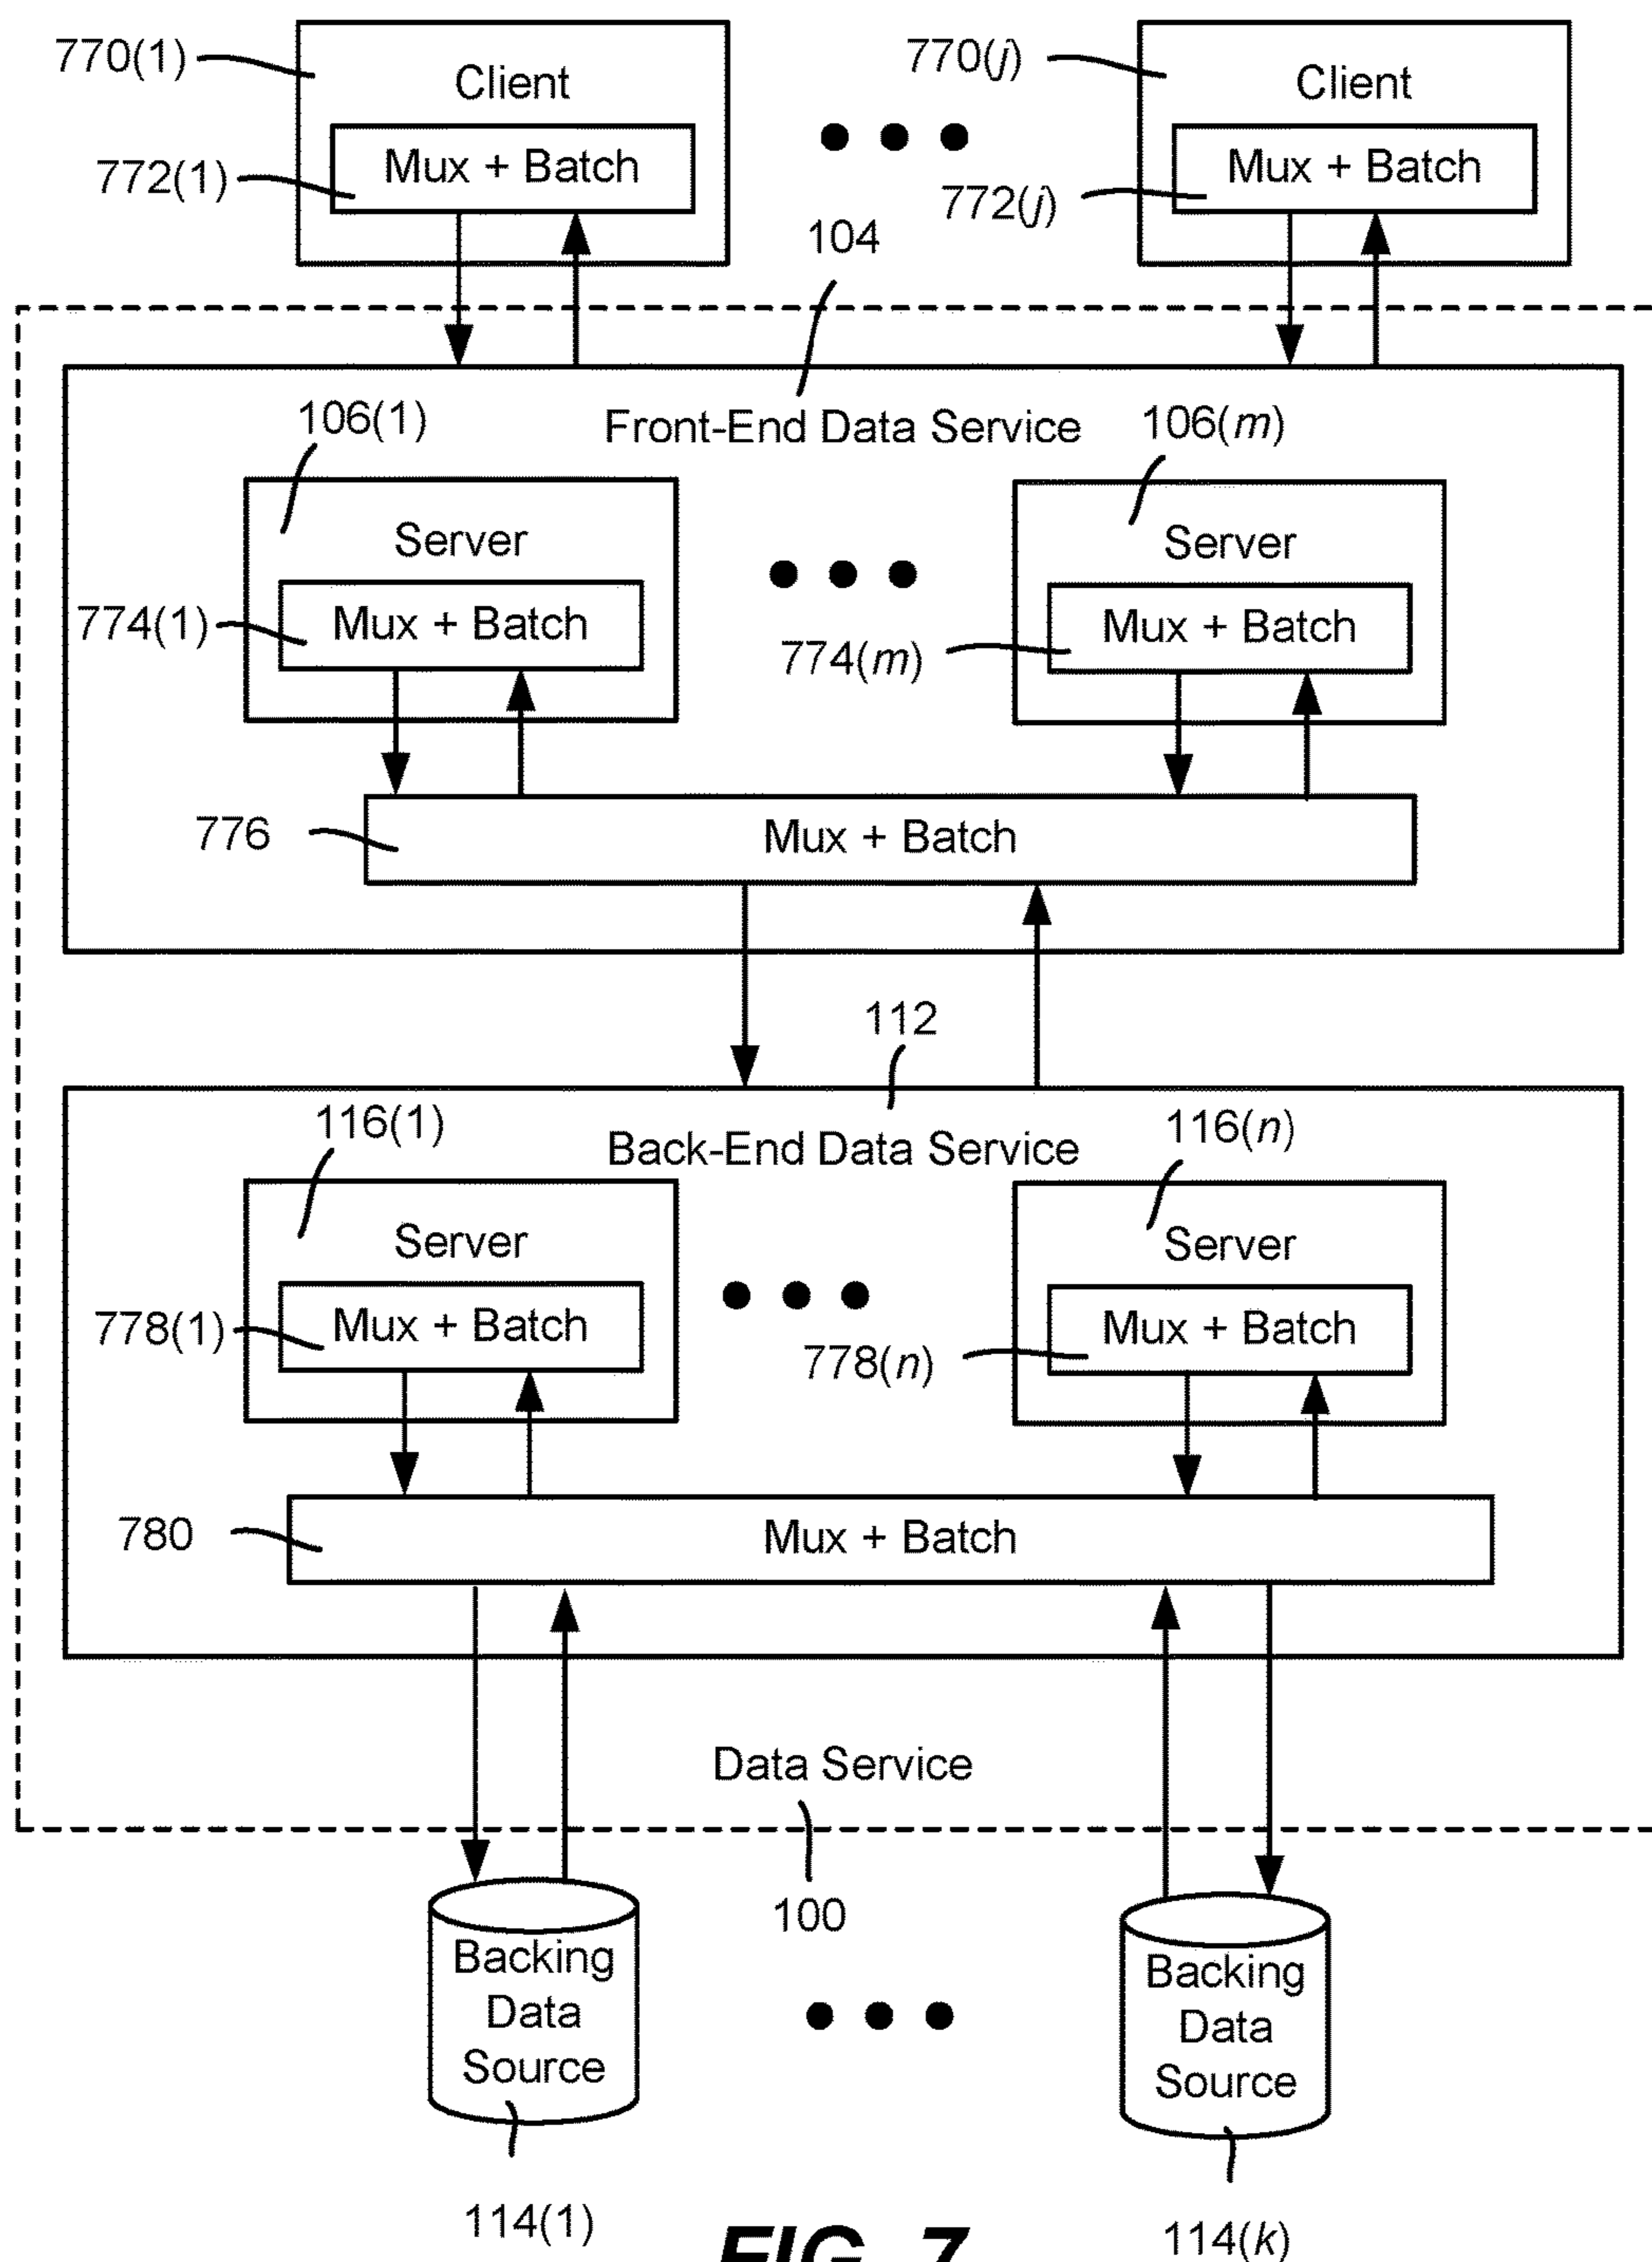 770(1)
Client
770(j)
Client
Mux + Batch
772(1)
Mux + Batch
772(j)
104
106(1)
Front-End Data Service
106(m)
Server
Server
774(1)
Mux + Batch
774(m)
Mux + Batch
776
Mux + Batch
112
116(1)
Back-End Data Service
116(n)
Server
Server
778(1)
Mux + Batch
778(n)
Mux + Batch
780
Mux + Batch
Data Service
100
Backing
Data
Source
Backing
Data
Source
114(1)
FIG. 7
114(k)